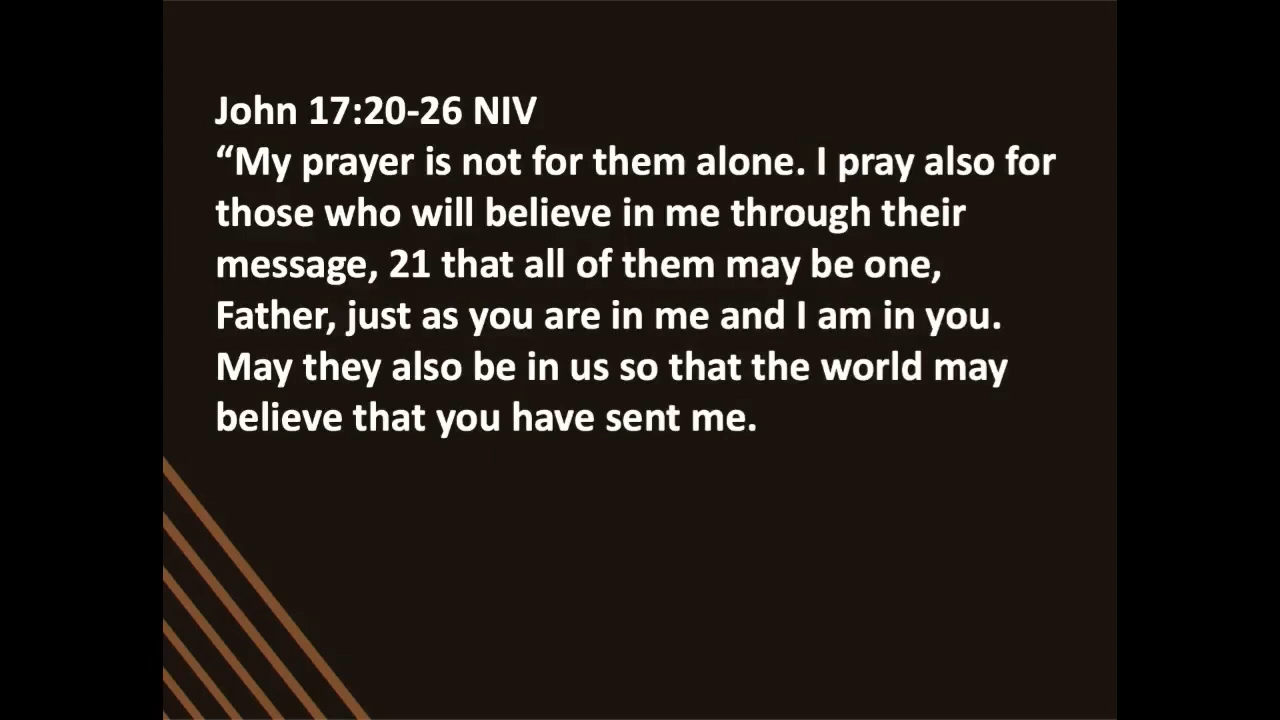 John 17:20-26 NIV
“My prayer is not for them alone. I pray also for
those who will believe in me through their
message, 21 that all of them may be one,
Father, just as you are in me and I am in you.
May they also be in us so that the world may
believe that you have sent me.